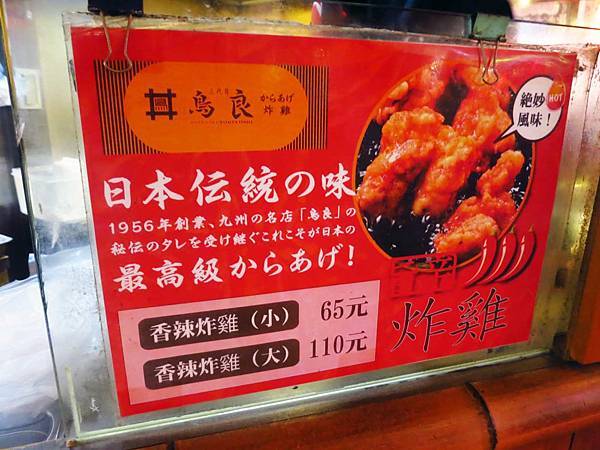 三代目
鳥良
からあげ
炸雞
絶妙
風味！
HOT
日本伝統の味
1956年創業、九州の名店「鳥良」の
秘伝のタレを受け継ぐこれこそが日本の
最高級からあげ！
香辣炸雞（小） 65元
香辣炸雞（大） 110元
炸雞